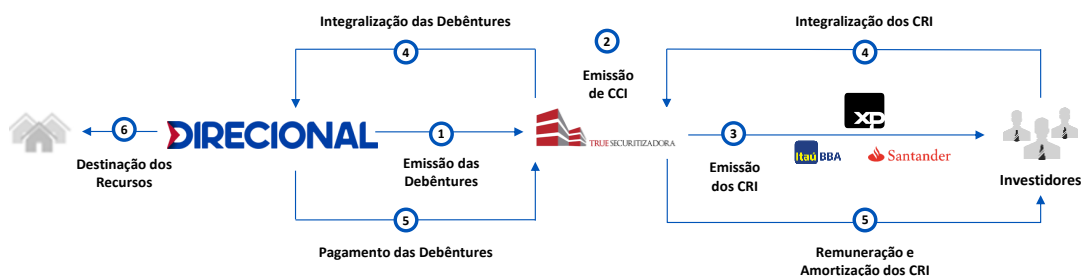 Integralização das Debêntures
4
2
Emissão
de CCI
Integralização dos CRI
4
6
DIRECIONAL
1
TRUE SECURITIZADORA
3
xp
Itaú BBA
Santander
Destinação dos
Recursos
Emissão das
Debêntures
Emissão
dos CRI
Investidores
5
Pagamento das Debêntures
5
Remuneração e
Amortização dos CRI